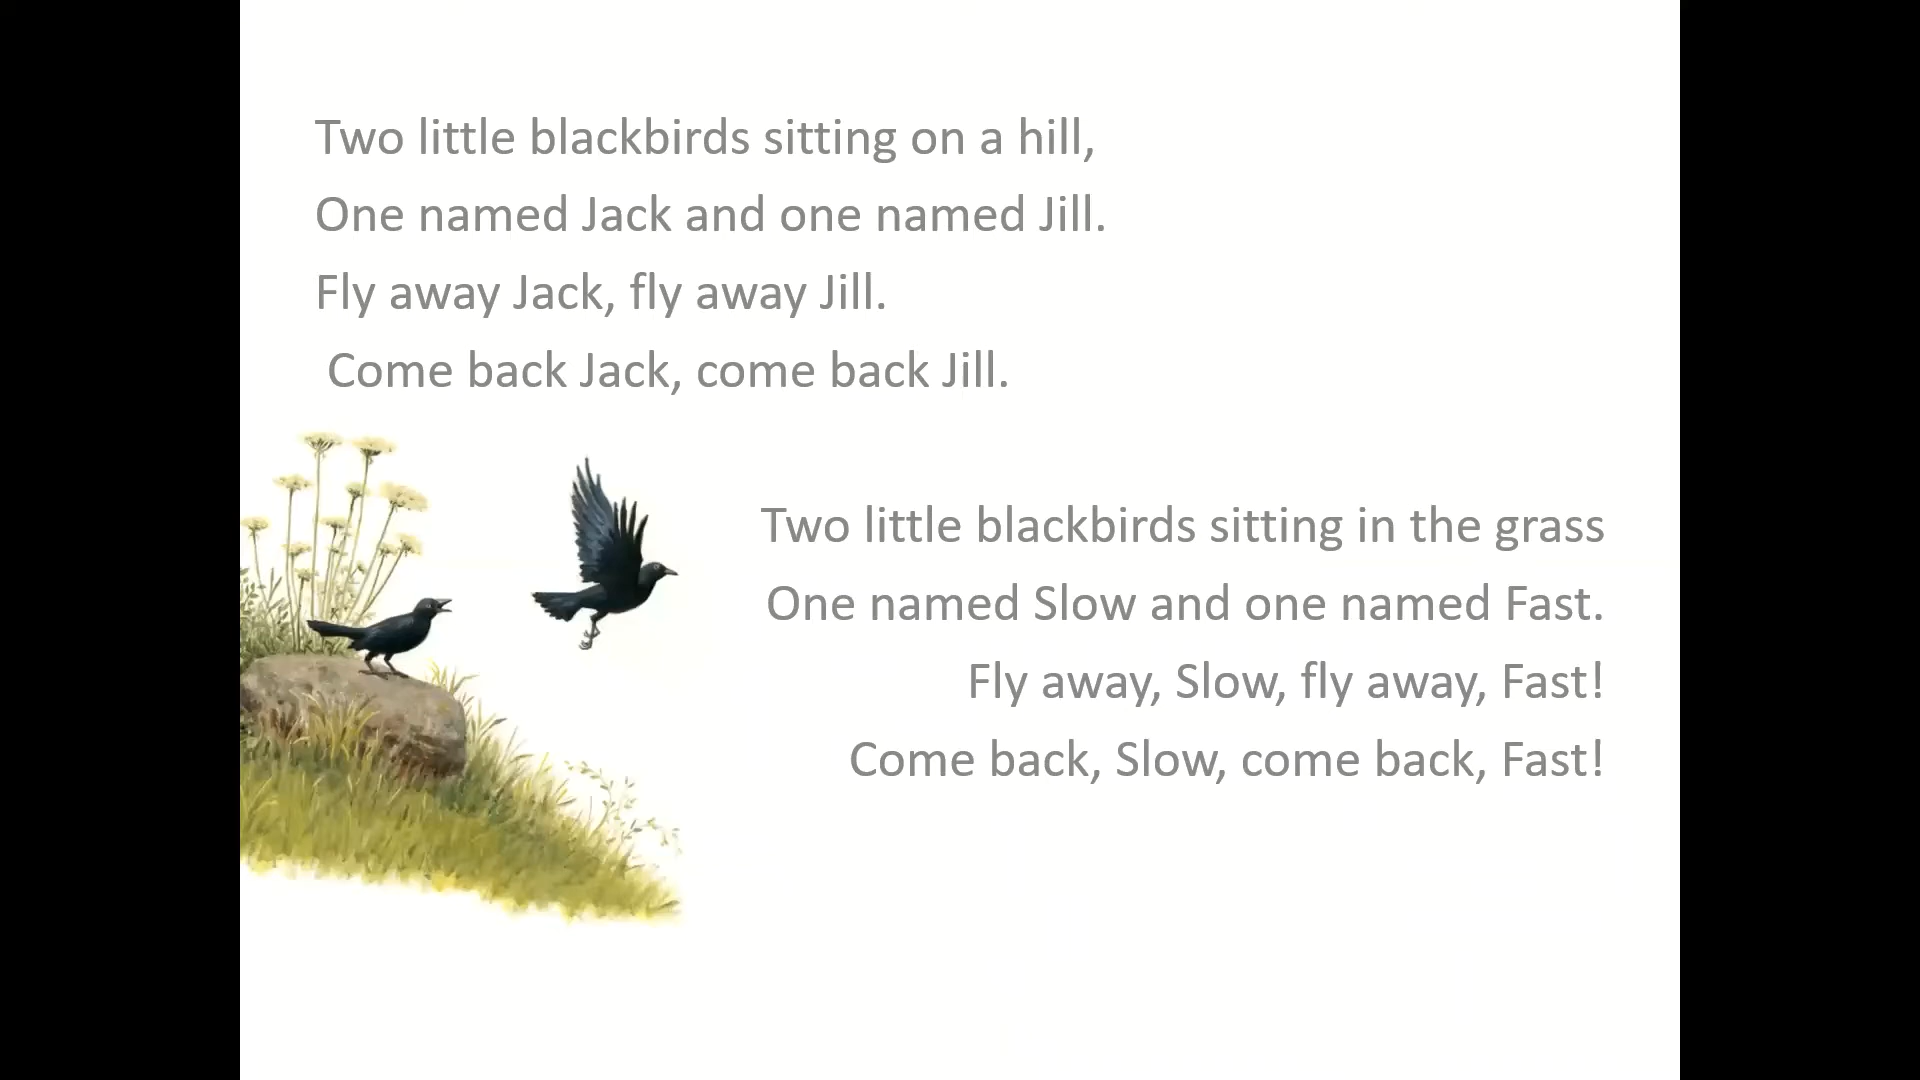 Two little blackbirds sitting on a hill,
One named Jack and one named Jill.
Fly away Jack, fly away Jill.
Come back Jack, come back Jill.
Two little blackbirds sitting in the grass
One named Slow and one named Fast.
Fly away, Slow, fly away, Fast!
Come back, Slow, come back, Fast!